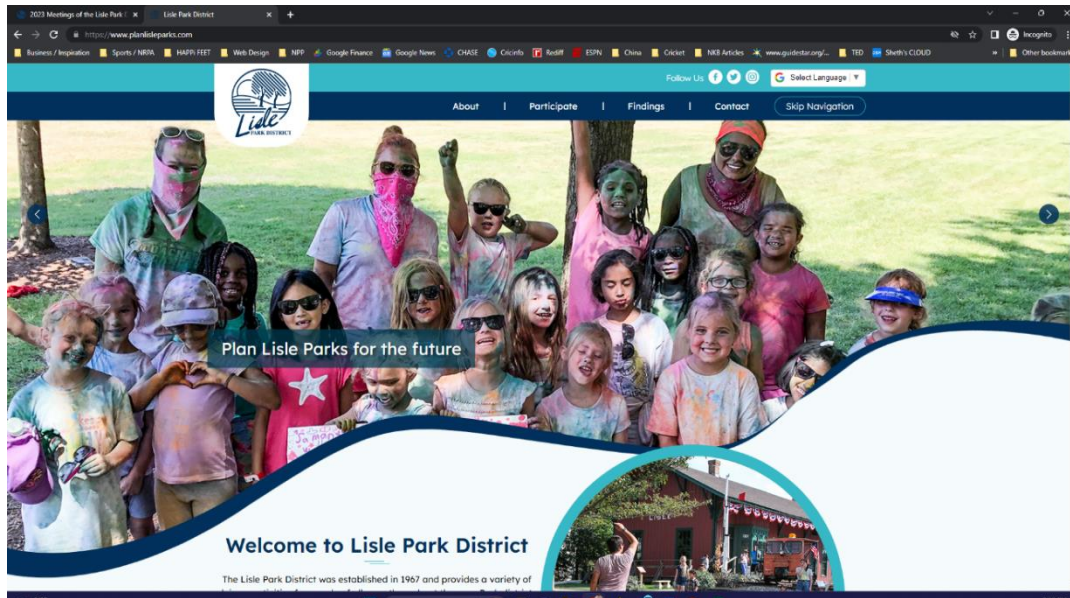 2023 Meetings of the Lisle Park D
Lisle Park District
https://www.planlisleparks.com
Incognito
Business / Inspiration Sports / NRPA HAPPi FEET Web Design NPP Google Finance Google News CHASE Cricinfo Rediff ESPN China Cricket NKB Articles www.guidestar.org/... TED Sheth's CLOUD » Other bookmark
Follow Us
G Select Language ▼
Lisle
PARK DISTRICT
About | Participate | Findings | Contact Skip Navigation
Plan Lisle Parks for the future
LISLE
Welcome to Lisle Park District
The Lisle Park District was established in 1967 and provides a variety of